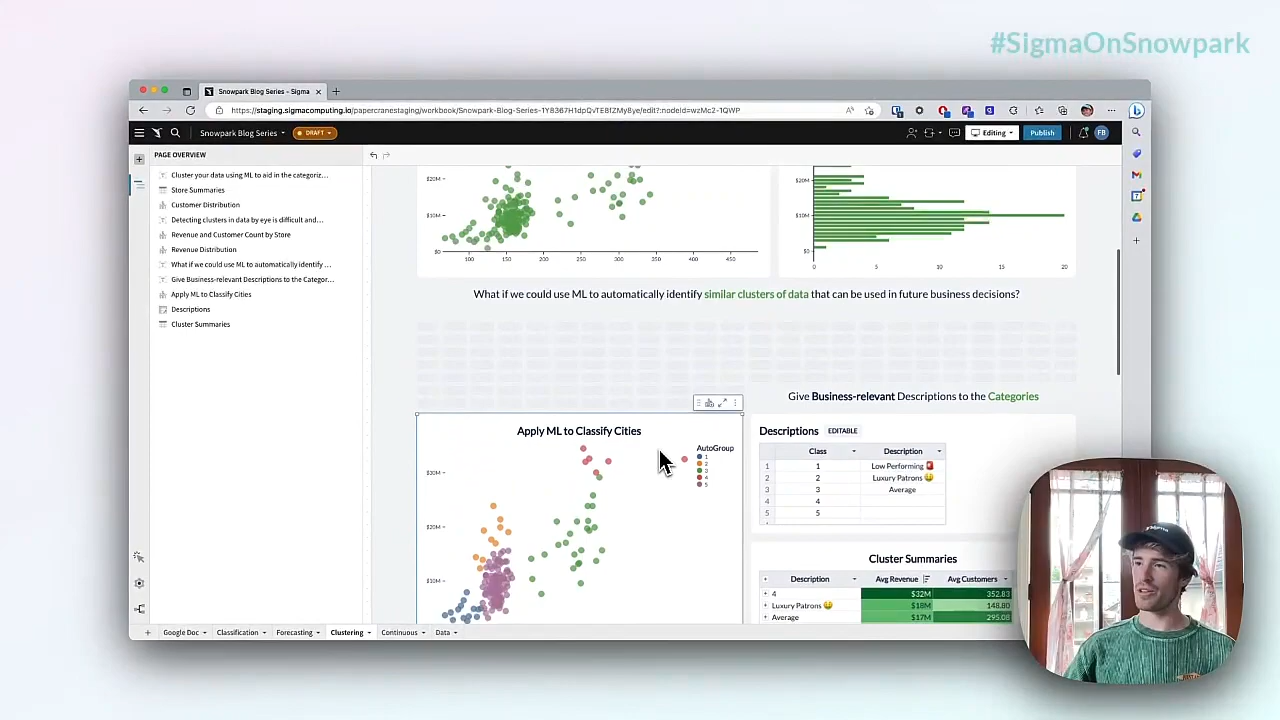 #SigmaOnSnowpark
Snowpark Blog Series - Sigma
https://staging.sigmacomputing.io/papercranestaging/workbook/Snowpark-Blog-Series-1Y8367H1dpQvTE8fZMy8ye/edit?:nodeId=wzMc2-1QWP
Snowpark Blog Series
DRAFT
Editing
Publish
FB
PAGE OVERVIEW
Cluster your data using ML to aid in the categoriz...
Store Summaries
Customer Distribution
Detecting clusters in data by eye is difficult and...
Revenue and Customer Count by Store
Revenue Distribution
What if we could use ML to automatically identify ...
Give Business-relevant Descriptions to the Categor...
Apply ML to Classify Cities
Descriptions
Cluster Summaries
$20M
$10M
$0
100 150 200 250 300 350 400 450
$20M
$10M
$0
0 5 10 15 20
What if we could use ML to automatically identify similar clusters of data that can be used in future business decisions?
Give Business-relevant Descriptions to the Categories
Apply ML to Classify Cities
AutoGroup
1
2
3
4
5
$30M
$20M
$10M
Descriptions EDITABLE
Class Description
1 1 Low Performing
2 2 Luxury Patrons
3 3 Average
4 4
5 5
Cluster Summaries
Description Avg Revenue Avg Customers
4 $32M 352.83
Luxury Patrons $18M 148.80
Average $17M 295.08
Google Doc Classification Forecasting Clustering Continuous Data